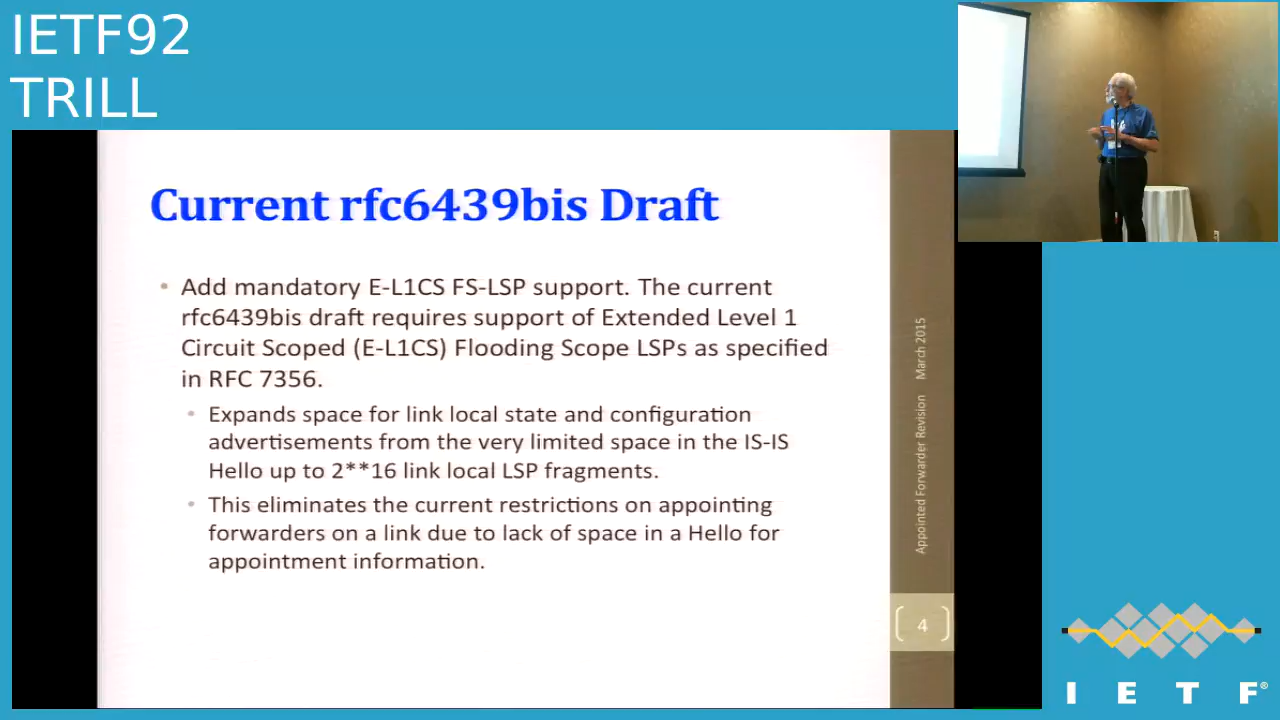 IETF92
TRILL
Current rfc6439bis Draft
• Add mandatory E-L1CS FS-LSP support. The current
rfc6439bis draft requires support of Extended Level 1
Circuit Scoped (E-L1CS) Flooding Scope LSPs as specified
in RFC 7356.
• Expands space for link local state and configuration
advertisements from the very limited space in the IS-IS
Hello up to 2**16 link local LSP fragments.
• This eliminates the current restrictions on appointing
forwarders on a link due to lack of space in a Hello for
appointment information.
Appointed Forwarder Revision March 2015
4
I E T F®